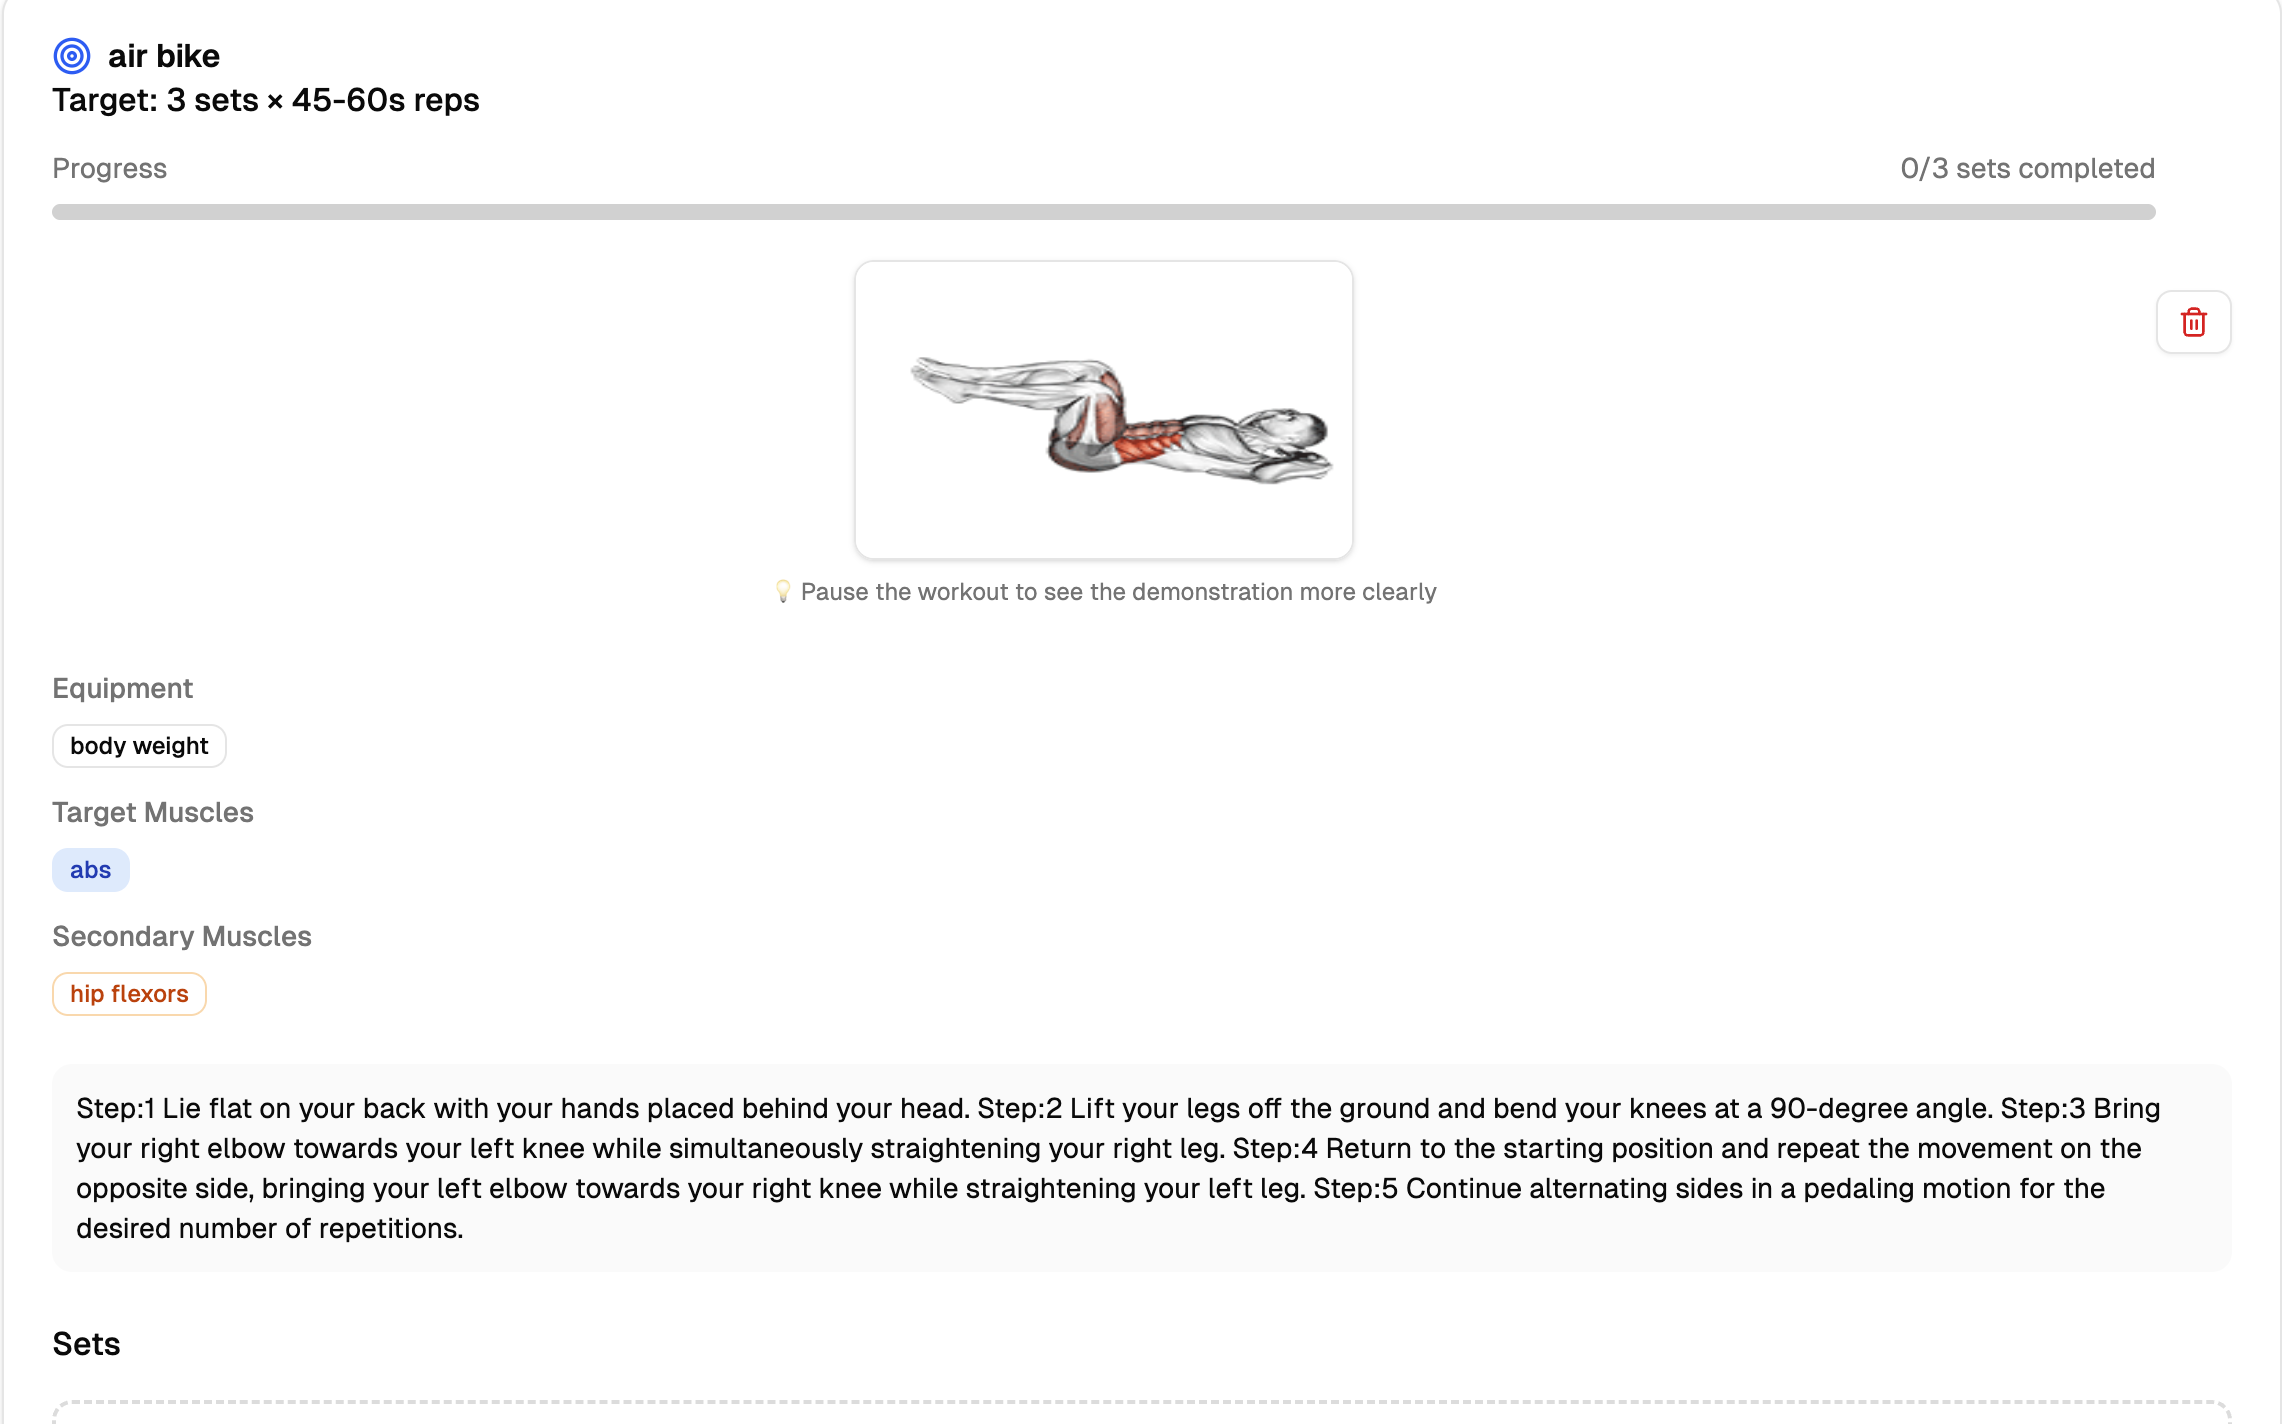 air bike
Target: 3 sets × 45-60s reps
Progress
0/3 sets completed
💡 Pause the workout to see the demonstration more clearly
Equipment
body weight
Target Muscles
abs
Secondary Muscles
hip flexors
Step:1 Lie flat on your back with your hands placed behind your head. Step:2 Lift your legs off the ground and bend your knees at a 90-degree angle. Step:3 Bring
your right elbow towards your left knee while simultaneously straightening your right leg. Step:4 Return to the starting position and repeat the movement on the
opposite side, bringing your left elbow towards your right knee while straightening your left leg. Step:5 Continue alternating sides in a pedaling motion for the
desired number of repetitions.
Sets